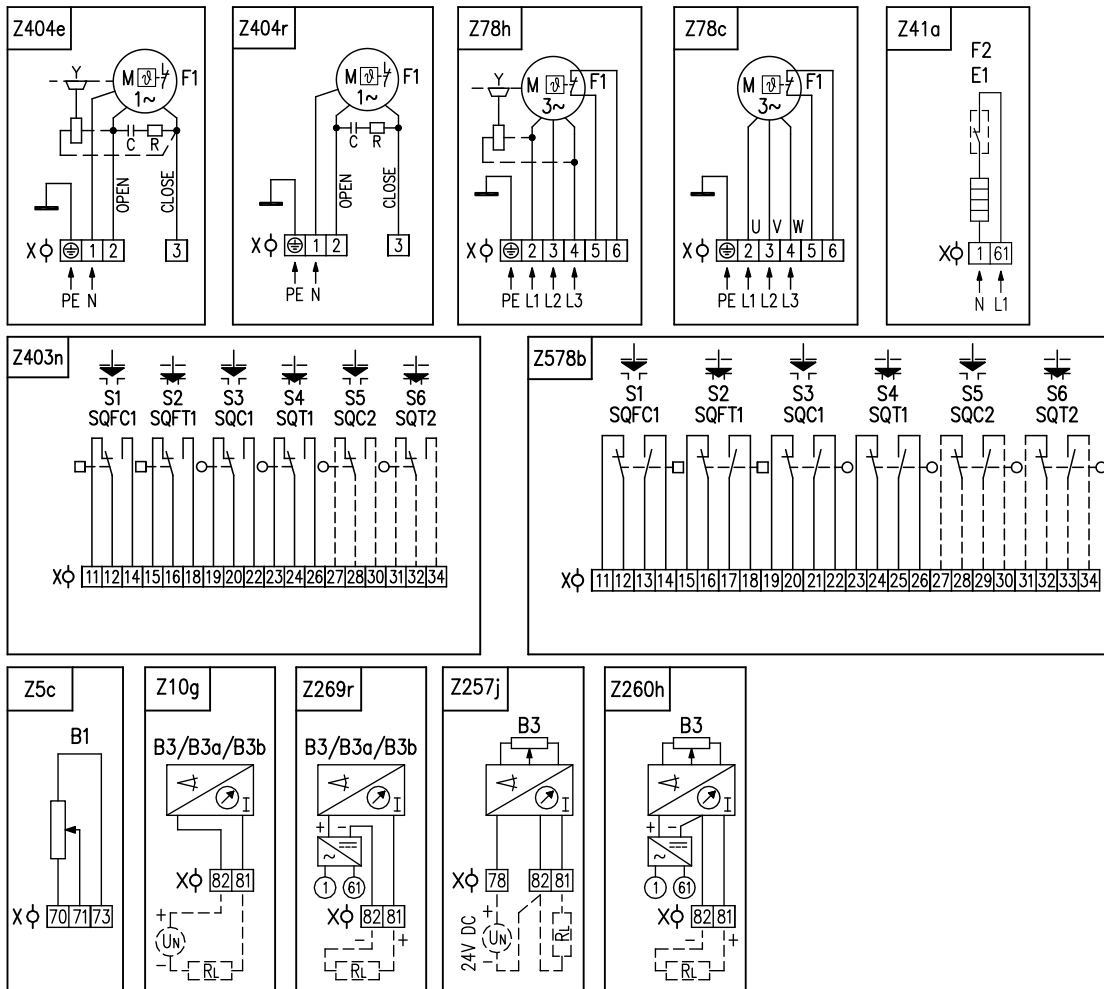 Z404e
M ϑ F1
1~
Y
C R
OPEN
CLOSE
X 1 2 3
PE N
Z404r
M ϑ F1
1~
C R
OPEN
CLOSE
X 1 2 3
PE N
Z78h
M ϑ F1
3~
Y
X 2 3 4 5 6
PE L1 L2 L3
Z78c
M ϑ F1
3~
U V W
X 2 3 4 5 6
PE L1 L2 L3
Z41a
F2
E1
X 1 61
N L1
Z403n
S1 S2 S3 S4 S5 S6
SQFC1 SQFT1 SQC1 SQT1 SQC2 SQT2
X 11 12 14 15 16 18 19 20 22 23 24 26 27 28 30 31 32 34
Z578b
S1 S2 S3 S4 S5 S6
SQFC1 SQFT1 SQC1 SQT1 SQC2 SQT2
X 11 12 13 14 15 16 17 18 19 20 21 22 23 24 25 26 27 28 29 30 31 32 33 34
Z5c
B1
X 70 71 73
Z10g
B3/B3a/B3b
I
X 82 81
+
UN
-
RL
Z269r
B3/B3a/B3b
I
+ -
~
1 61
X 82 81
- +
RL
Z257j
B3
I
X 78 82 81
24V DC
+
UN
-
RL
Z260h
B3
I
+ -
~
1 61
X 82 81
- +
RL